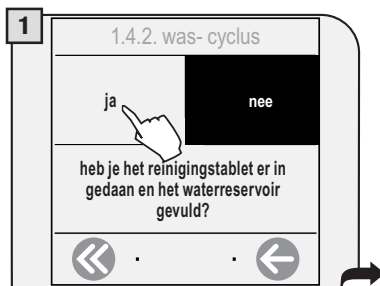 1
1.4.2. was- cyclus
ja
nee
heb je het reinigingstablet er in
gedaan en het waterreservoir
gevuld?